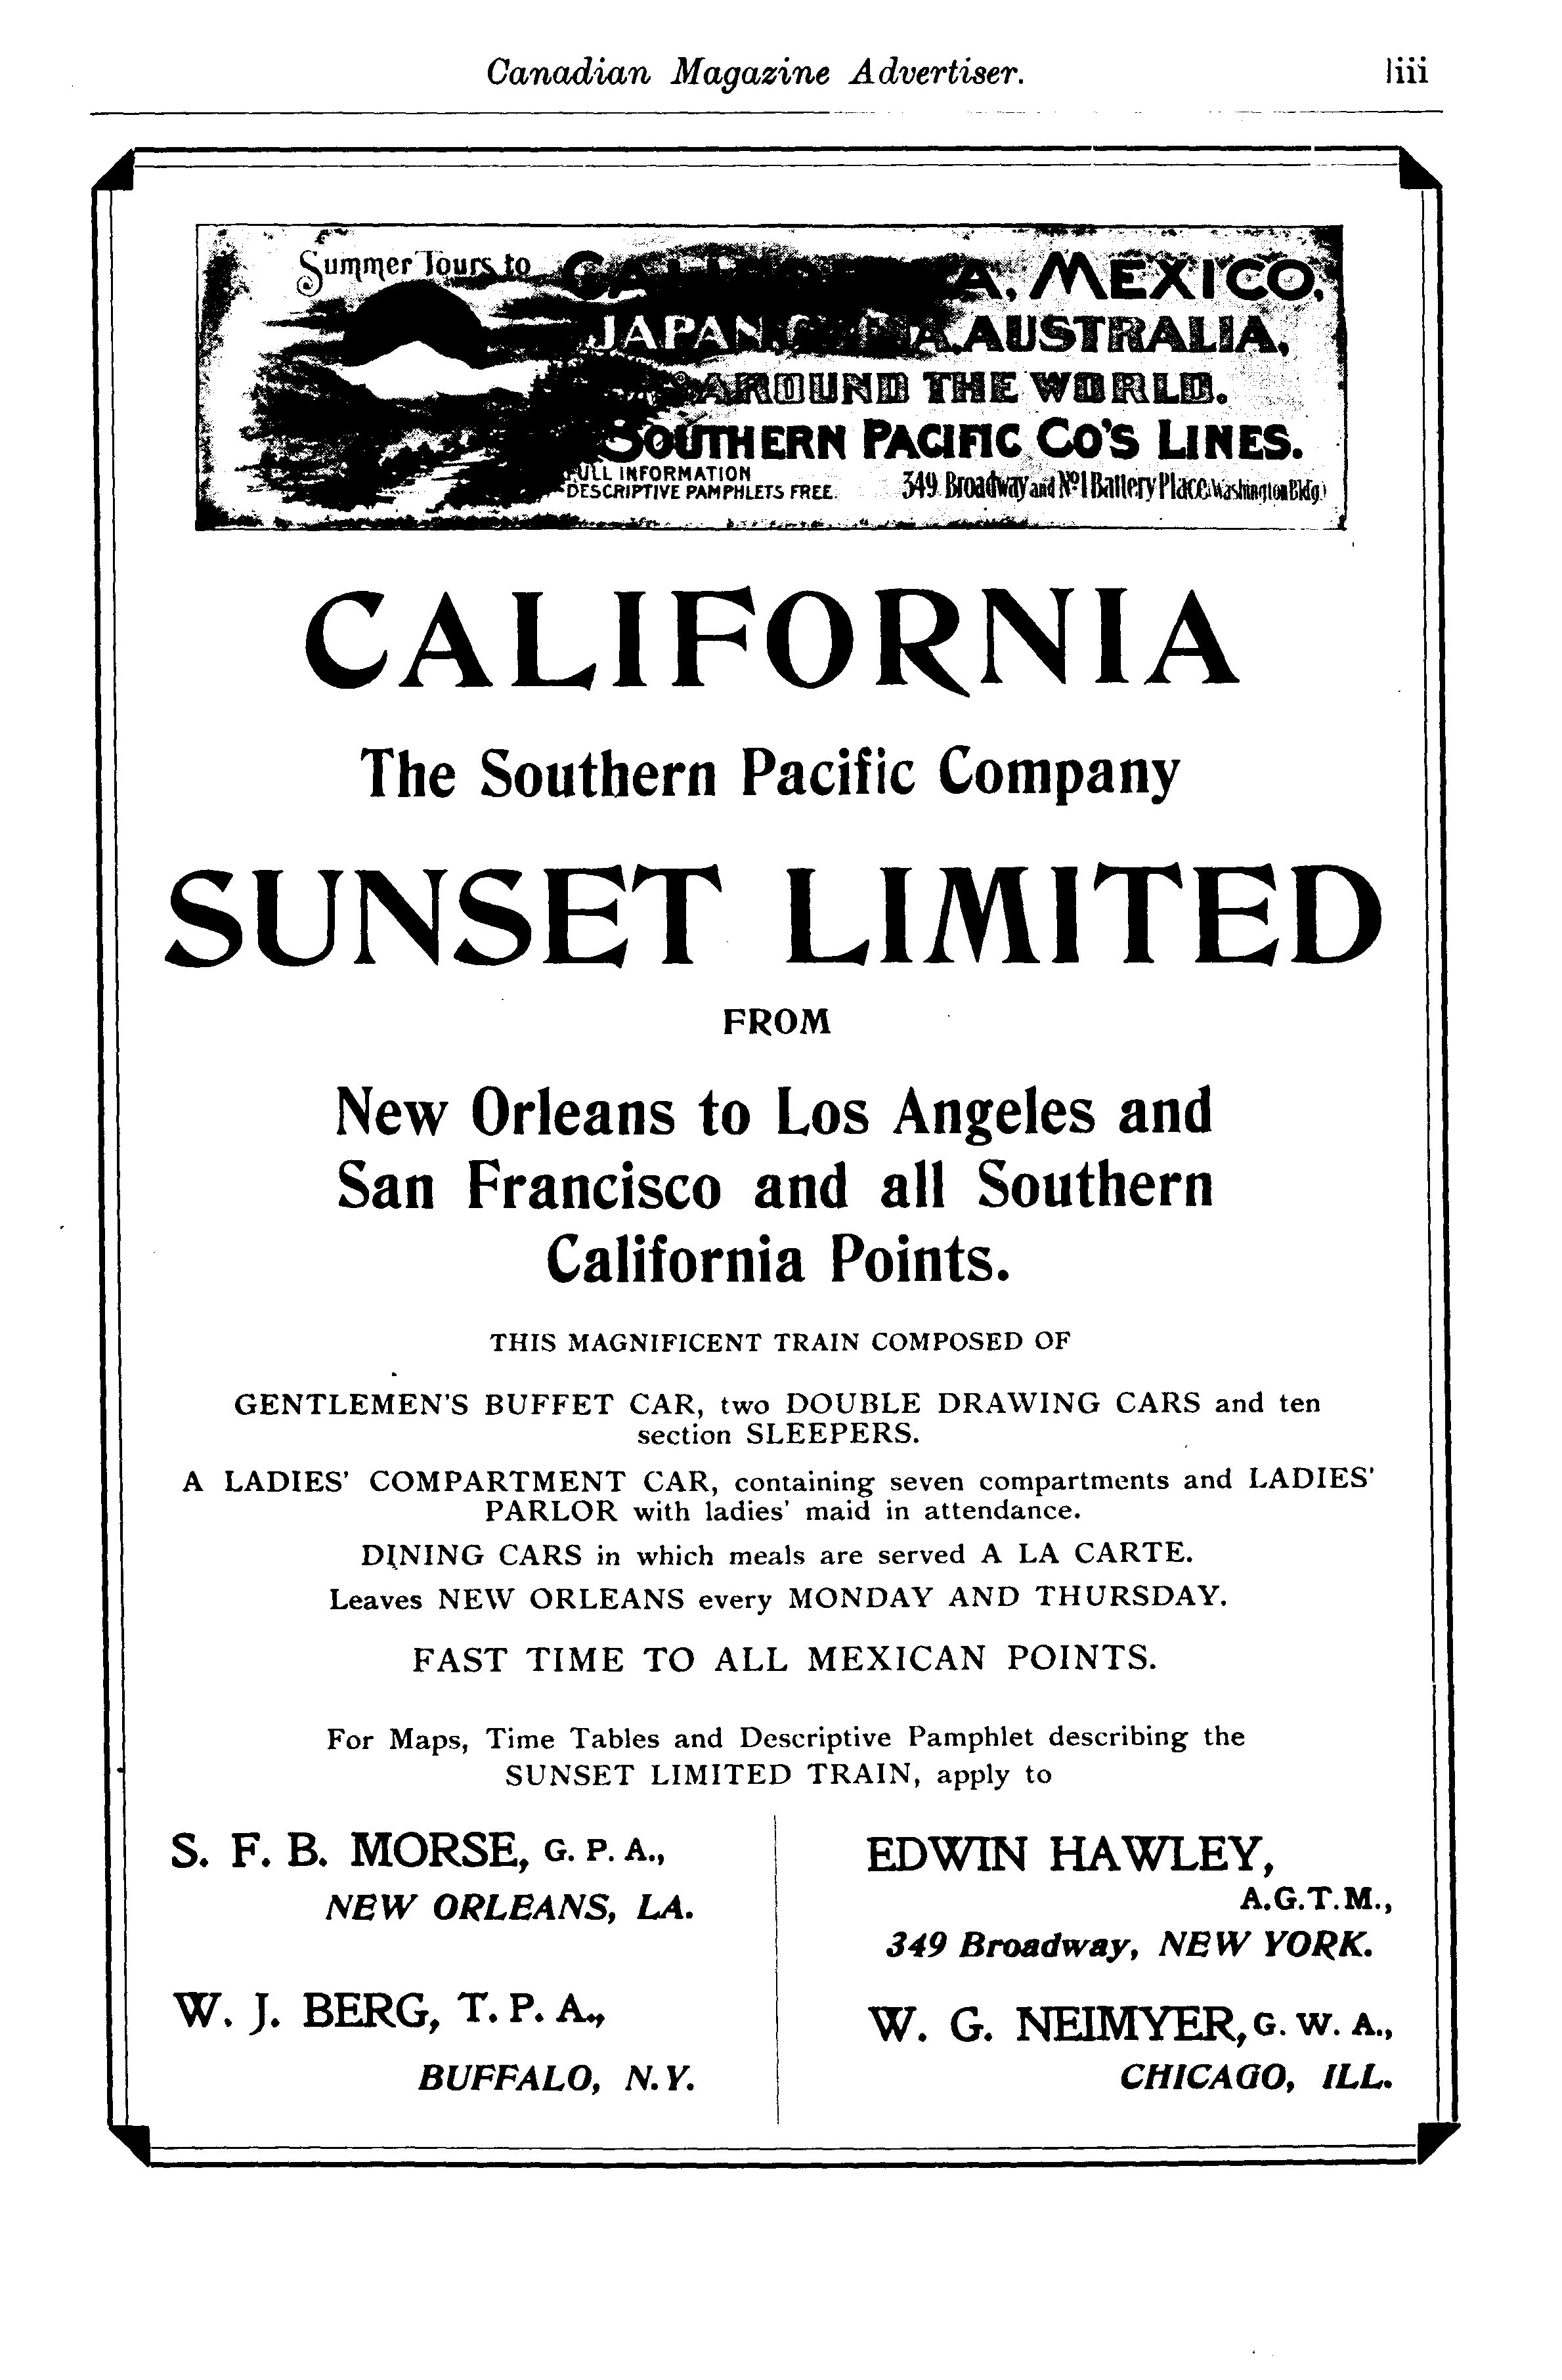 Canadian Magazine Advertiser. liii
Summer Tours to CALIFORNIA, MEXICO,
JAPAN, CHINA, AUSTRALIA,
AROUND THE WORLD.
SOUTHERN PACIFIC CO'S LINES.
FULL INFORMATION
DESCRIPTIVE PAMPHLETS FREE. 349 Broadway and No 1 Battery Place (Washington Bldg.)
CALIFORNIA
The Southern Pacific Company
SUNSET LIMITED
FROM
New Orleans to Los Angeles and
San Francisco and all Southern
California Points.
THIS MAGNIFICENT TRAIN COMPOSED OF
GENTLEMEN'S BUFFET CAR, two DOUBLE DRAWING CARS and ten
section SLEEPERS.
A LADIES' COMPARTMENT CAR, containing seven compartments and LADIES'
PARLOR with ladies' maid in attendance.
DINING CARS in which meals are served A LA CARTE.
Leaves NEW ORLEANS every MONDAY AND THURSDAY.
FAST TIME TO ALL MEXICAN POINTS.
For Maps, Time Tables and Descriptive Pamphlet describing the
SUNSET LIMITED TRAIN, apply to
S. F. B. MORSE, G. P. A.,
NEW ORLEANS, LA.
W. J. BERG, T. P. A.,
BUFFALO, N. Y.
EDWIN HAWLEY,
A.G.T.M.,
349 Broadway, NEW YORK.
W. G. NEIMYER, G. W. A.,
CHICAGO, ILL.